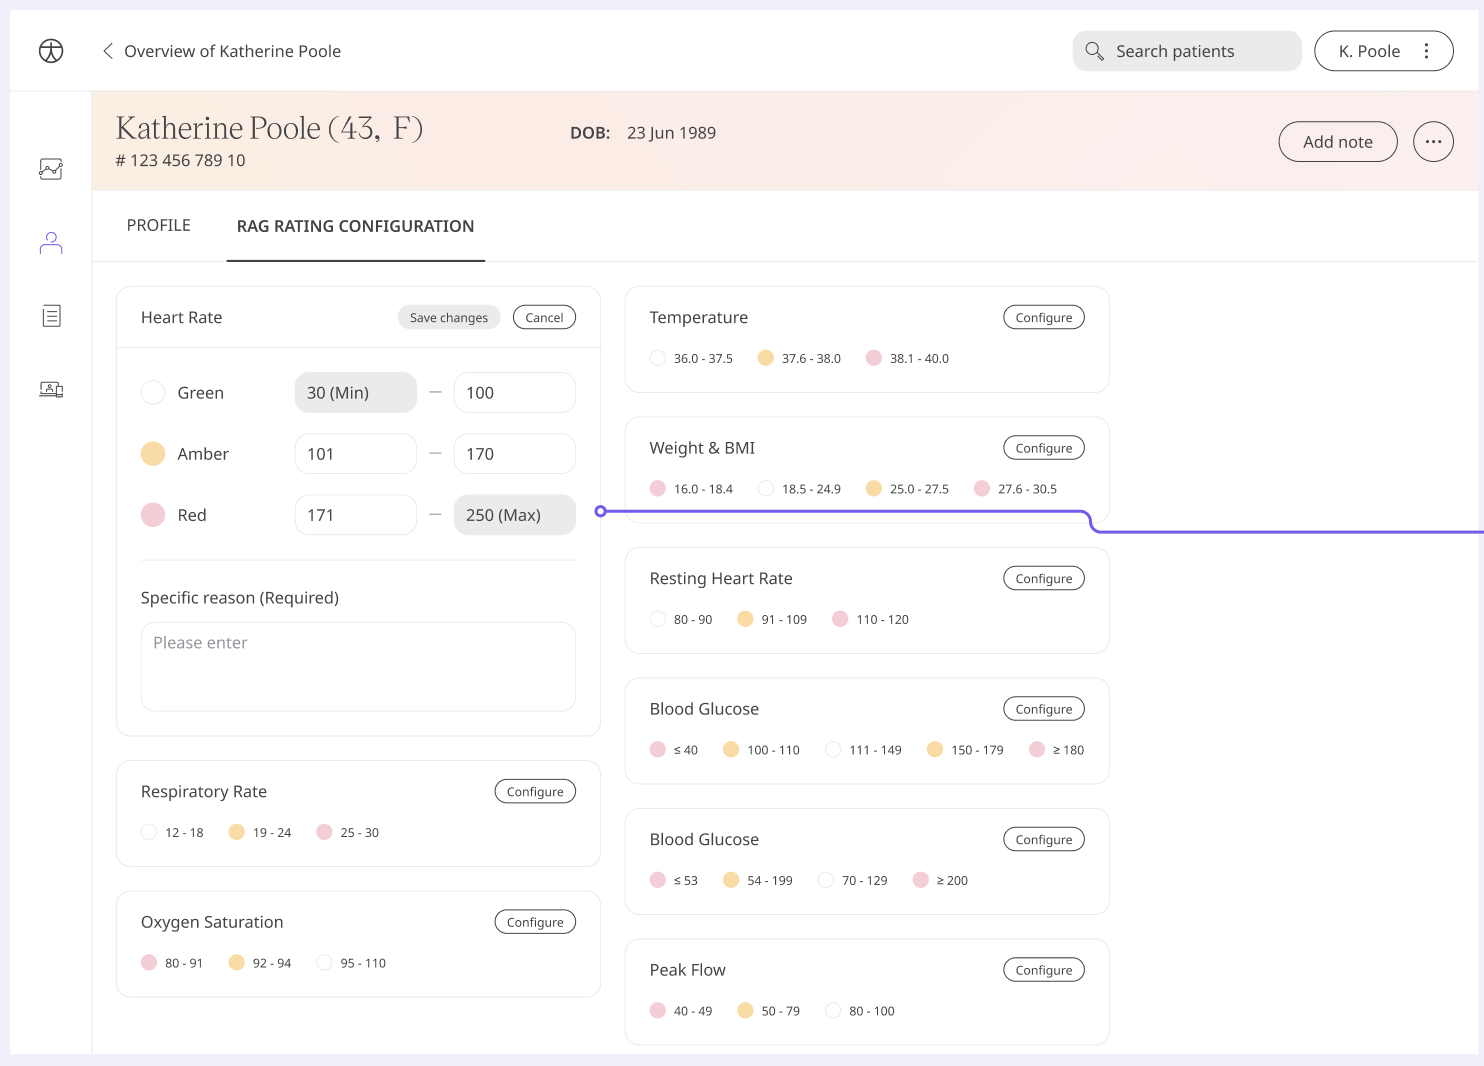 Overview of Katherine Poole
Search patients
K. Poole
Katherine Poole (43, F)
# 123 456 789 10
DOB: 23 Jun 1989
Add note
PROFILE
RAG RATING CONFIGURATION
Heart Rate
Save changes
Cancel
Green
30 (Min) — 100
Amber
101 — 170
Red
171 — 250 (Max)
Specific reason (Required)
Please enter
Respiratory Rate
Configure
12 - 18
19 - 24
25 - 30
Oxygen Saturation
Configure
80 - 91
92 - 94
95 - 110
Temperature
Configure
36.0 - 37.5
37.6 - 38.0
38.1 - 40.0
Weight & BMI
Configure
16.0 - 18.4
18.5 - 24.9
25.0 - 27.5
27.6 - 30.5
Resting Heart Rate
Configure
80 - 90
91 - 109
110 - 120
Blood Glucose
Configure
≤ 40
100 - 110
111 - 149
150 - 179
≥ 180
Blood Glucose
Configure
≤ 53
54 - 199
70 - 129
≥ 200
Peak Flow
Configure
40 - 49
50 - 79
80 - 100